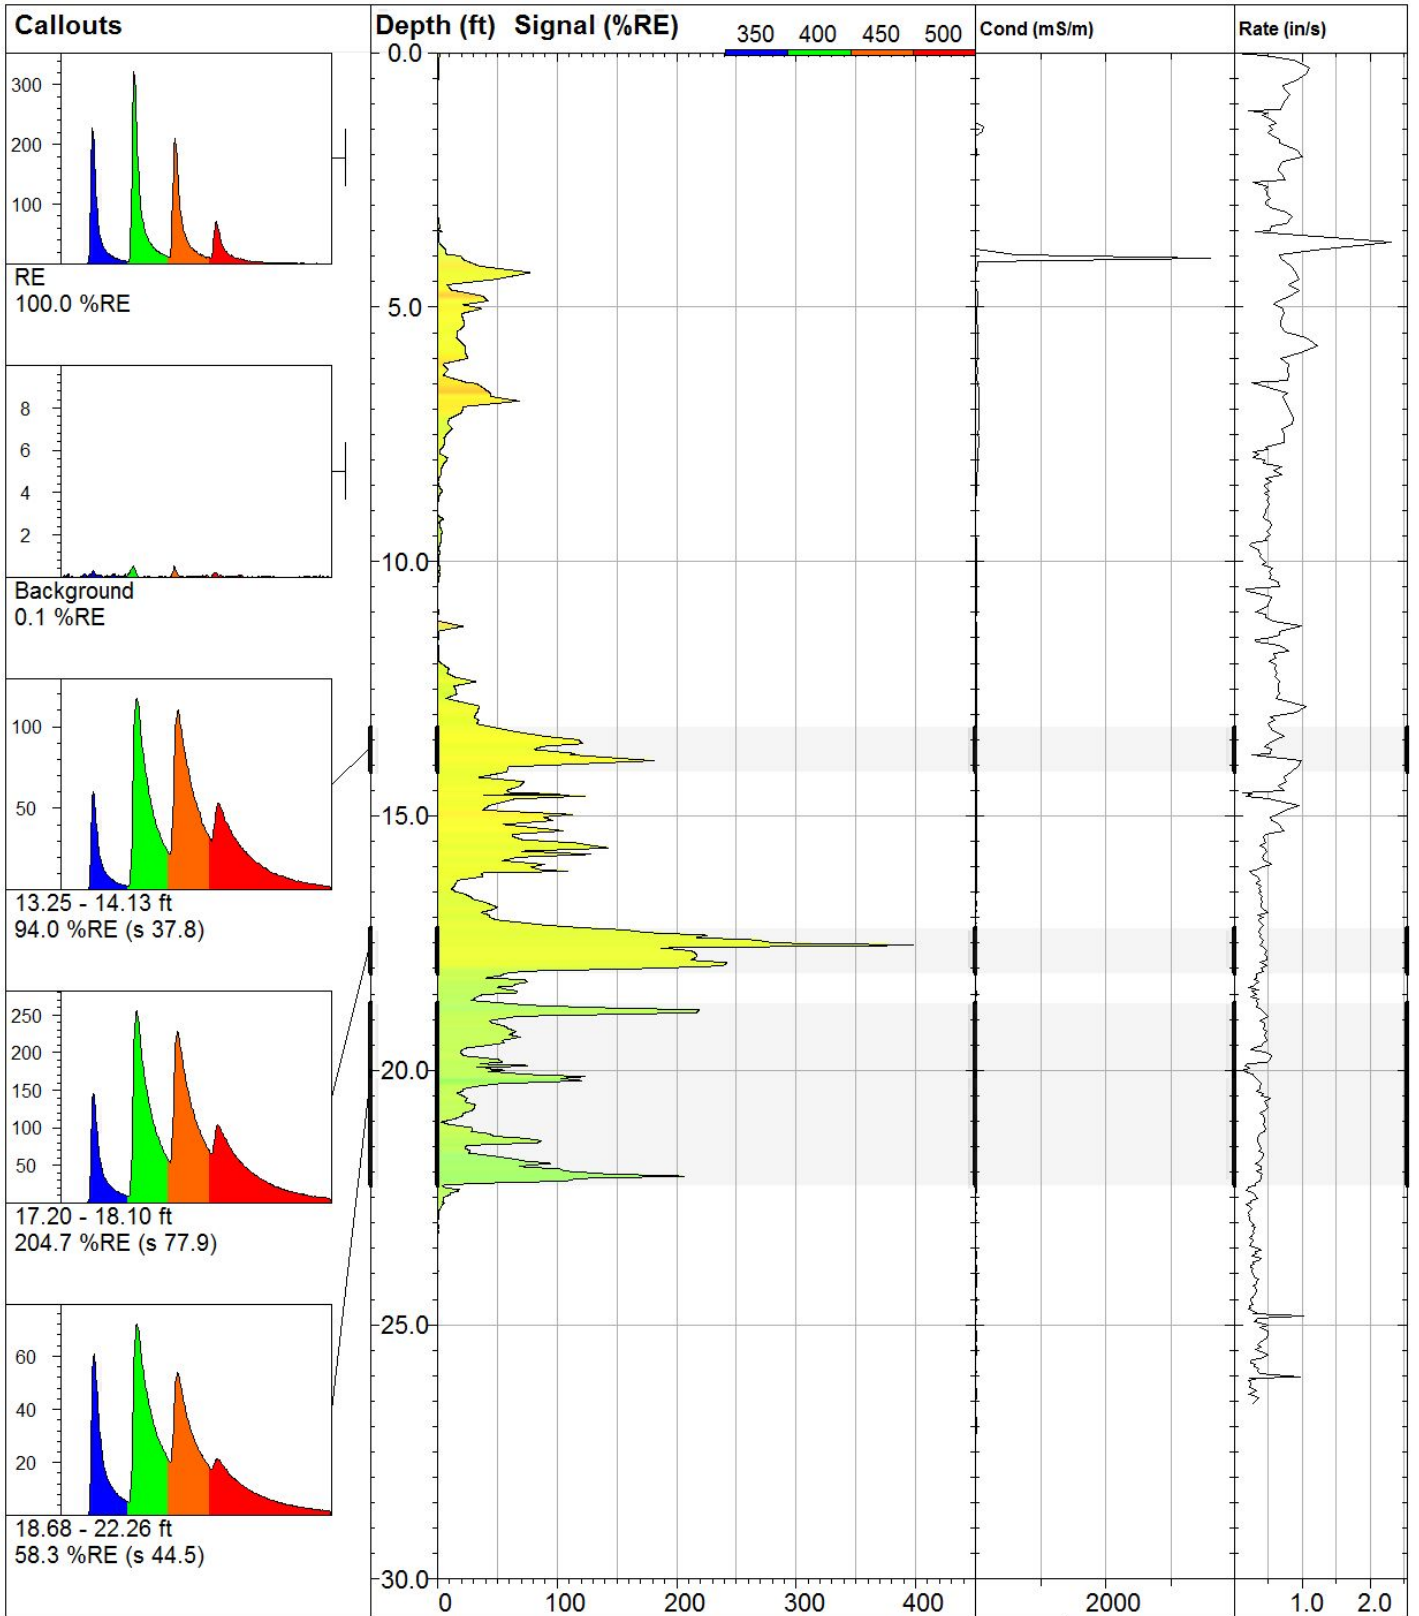 Callouts
Depth (ft) Signal (%RE)
350 400 450 500
Cond (mS/m)
Rate (in/s)
300
200
100
RE
100.0 %RE
8
6
4
2
Background
0.1 %RE
100
50
13.25 - 14.13 ft
94.0 %RE (s 37.8)
250
200
150
100
50
17.20 - 18.10 ft
204.7 %RE (s 77.9)
60
40
20
18.68 - 22.26 ft
58.3 %RE (s 44.5)
0.0
5.0
10.0
15.0
20.0
25.0
30.0
0 100 200 300 400
2000
1.0 2.0